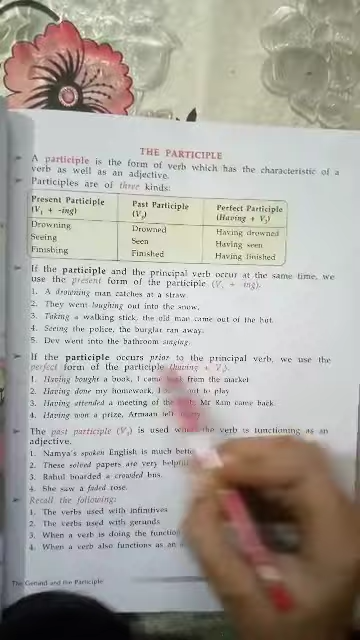 THE PARTICIPLE
A participle is the form of verb which has the characteristic of a
verb as well as an adjective.
Participles are of three kinds:
Present Participle Past Participle Perfect Participle
(V₁ + -ing) (V₃) (Having + V₃)
Drowning Drowned Having drowned
Seeing Seen Having seen
Finishing Finished Having finished
If the participle and the principal verb occur at the same time, we
use the present form of the participle (V₁ + ing).
1. A drowning man catches at a straw.
2. They went laughing out into the snow.
3. Taking a walking stick, the old man came out of the hut.
4. Seeing the police, the burglar ran away.
5. Dev went into the bathroom singing.
If the participle occurs prior to the principal verb, we use the
perfect form of the participle (Having + V₃).
1. Having bought a book, I came back from the market
2. Having done my homework, I out to play
3. Having attended a meeting of the Mr Ram came back.
4. Having won a prize, Armaan left
The past participle (V₃) is used when the verb is functioning as an
adjective.
1. Namya's spoken English is much
2. These solved papers are very
3. Rahul boarded a crowded bus.
4. She saw a faded rose.
Recall the following:
1. The verbs used with infinitives
2. The verbs used with gerunds
3. When a verb is doing the
4. When a verb also functions as an
The Gerund and the Participle